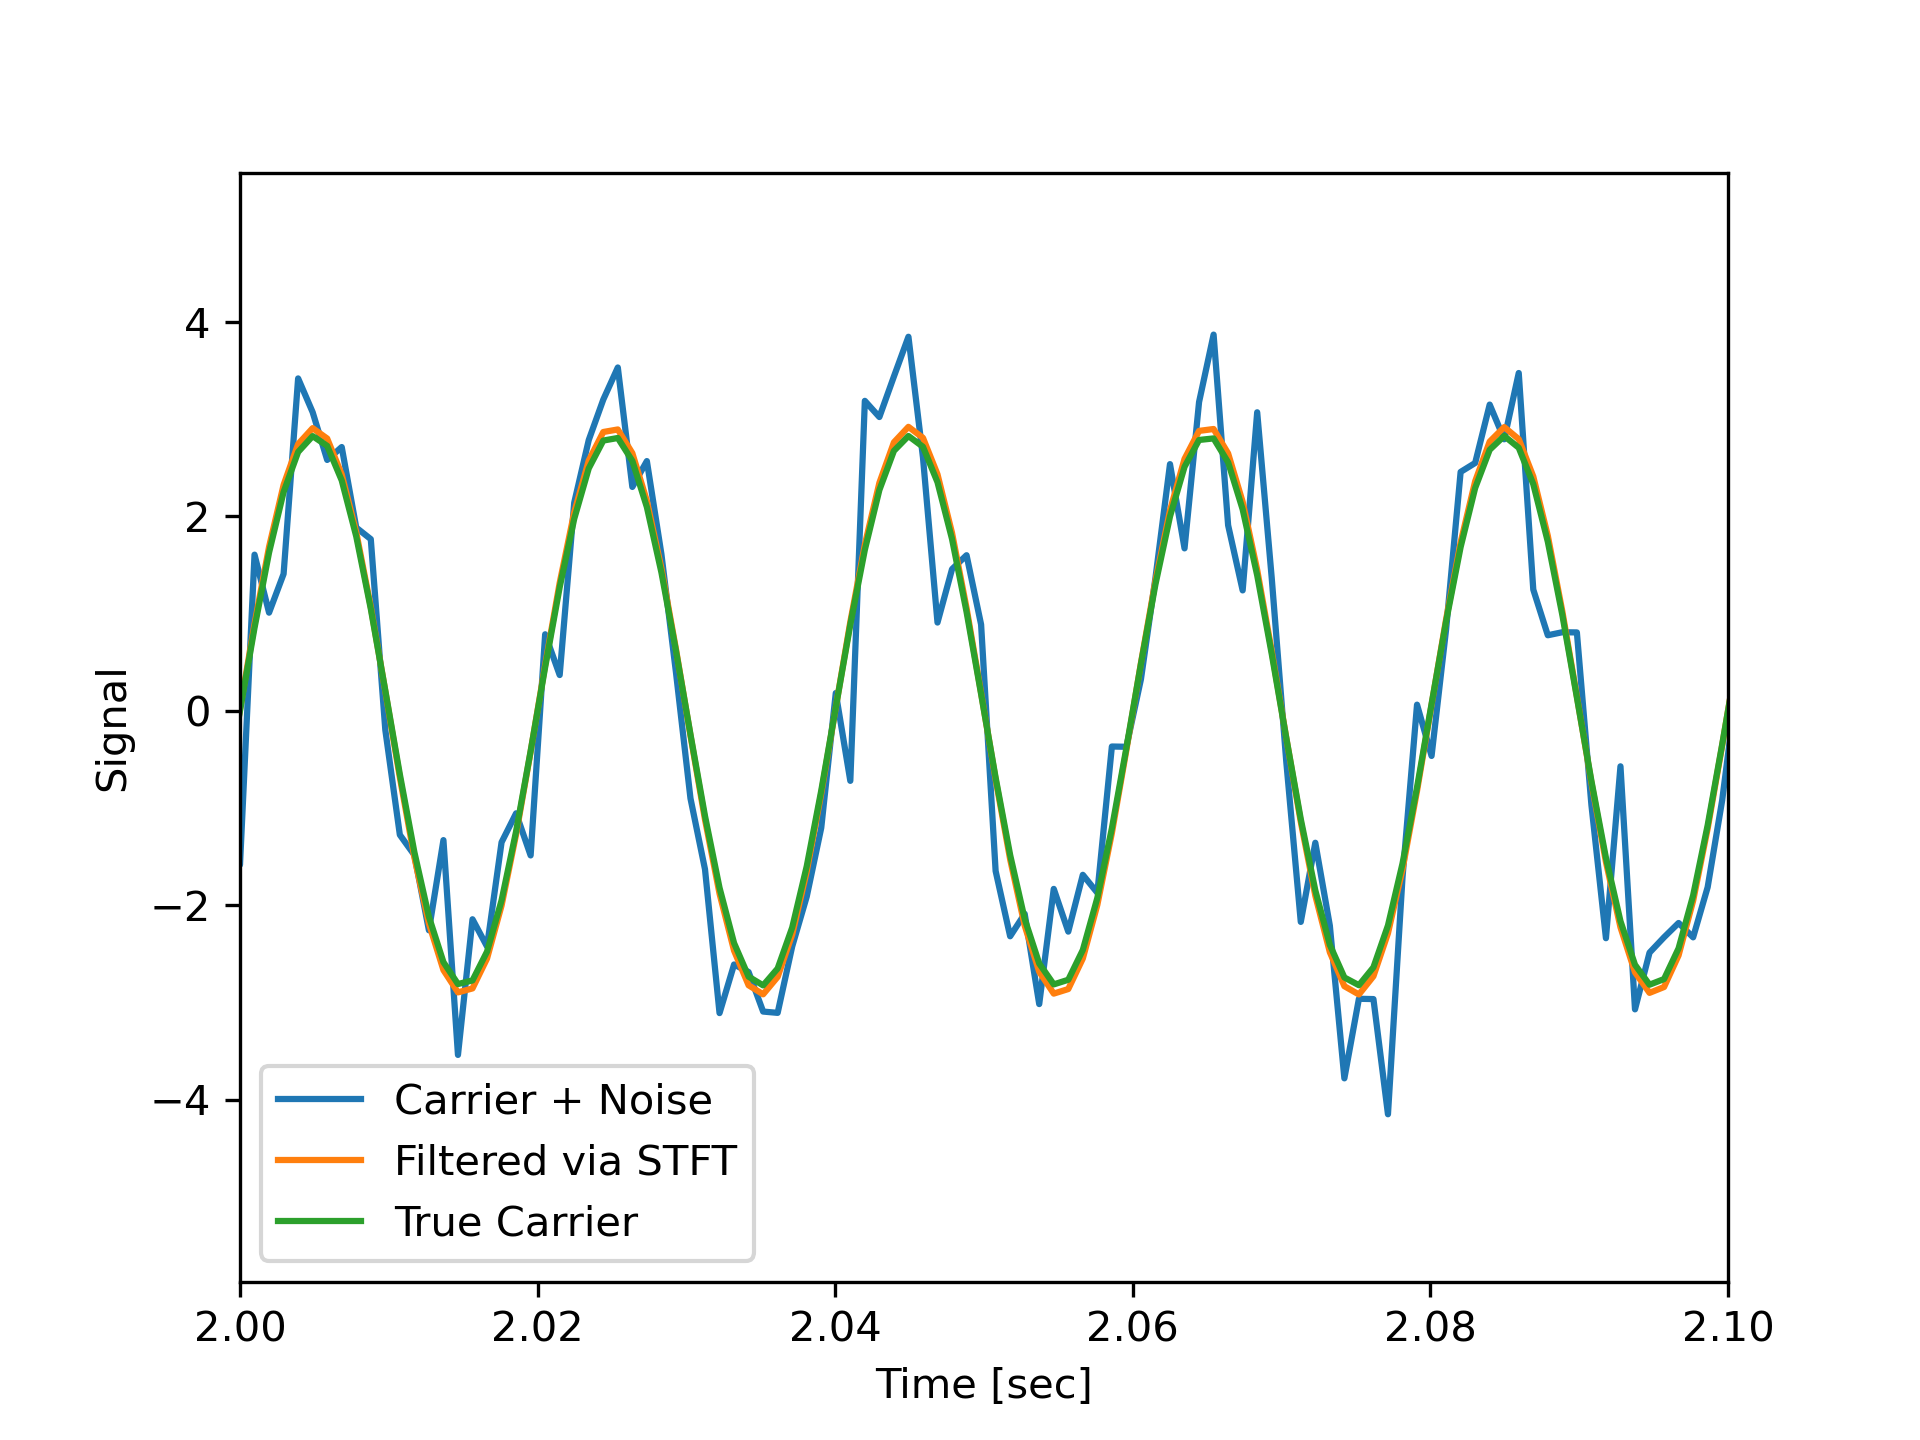 Signal
4
2
0
−2
−4
Carrier + Noise
Filtered via STFT
True Carrier
2.00 2.02 2.04 2.06 2.08 2.10
Time [sec]